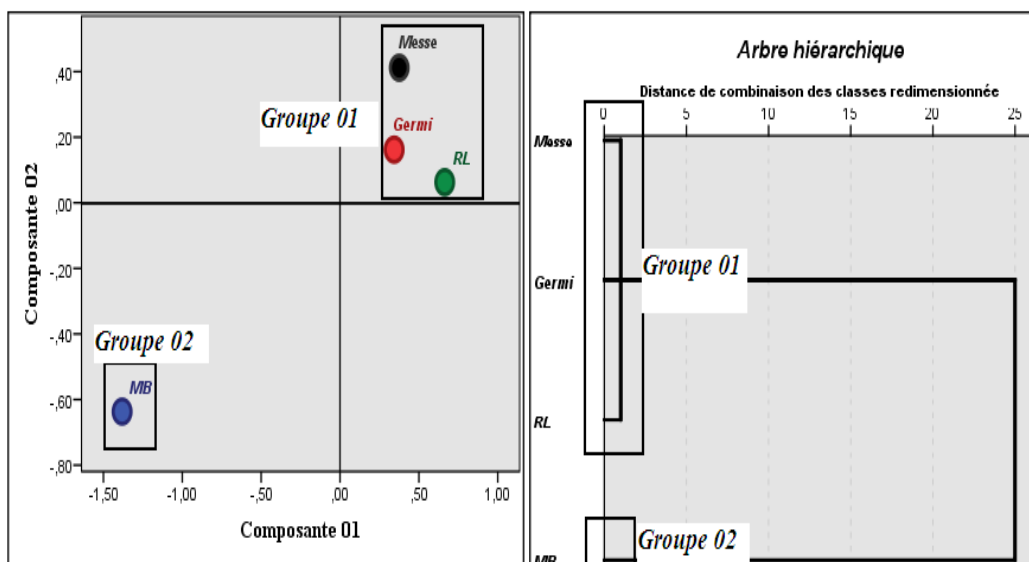 Messe
,40
Groupe 01
Germi
,20
RL
,00
Composante 02
-,20
-,40
Groupe 02
MB
-,60
-,80
-1,50 -1,00 -,50 ,00 ,50 1,00
Composante 01
Arbre hiérarchique
Distance de combinaison des classes redimensionnée
0 5 10 15 20 25
Messe
Germi
Groupe 01
RL
Groupe 02
MB